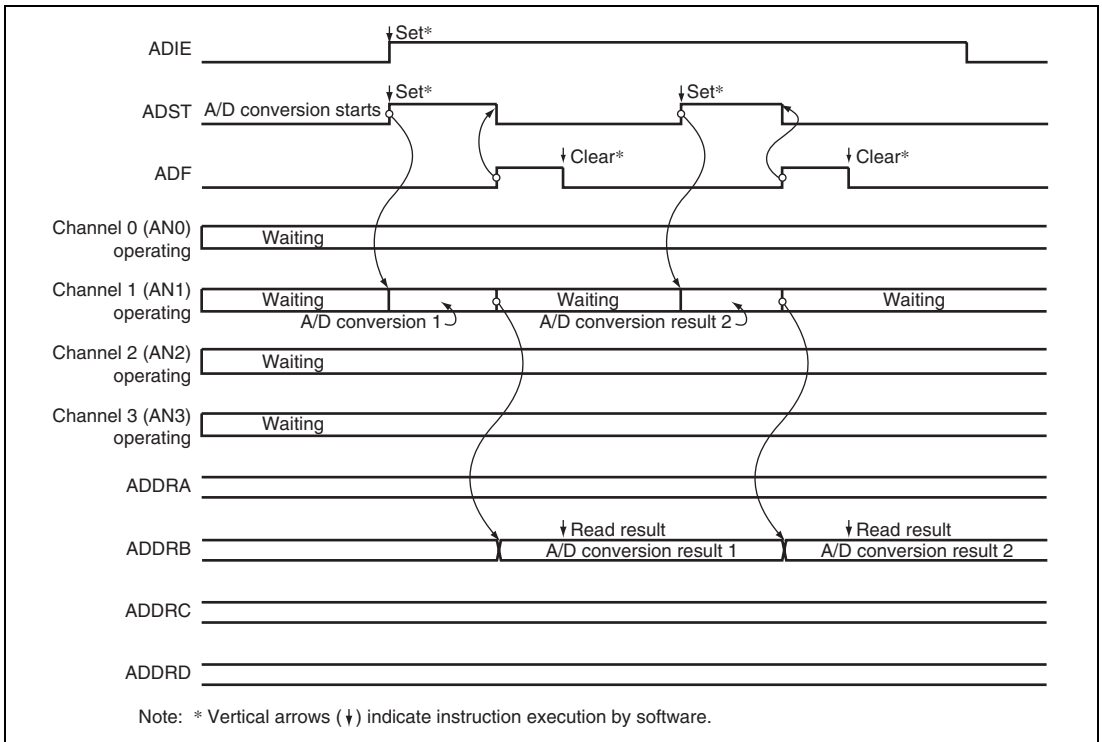 ADIE
Set*
ADST A/D conversion starts
Set*
Set*
ADF
Clear*
Clear*
Channel 0 (AN0)
operating
Waiting
Channel 1 (AN1)
operating
Waiting
Waiting
Waiting
A/D conversion 1
A/D conversion result 2
Channel 2 (AN2)
operating
Waiting
Channel 3 (AN3)
operating
Waiting
ADDRA
ADDRB
Read result
Read result
A/D conversion result 1
A/D conversion result 2
ADDRC
ADDRD
Note: * Vertical arrows (↓) indicate instruction execution by software.